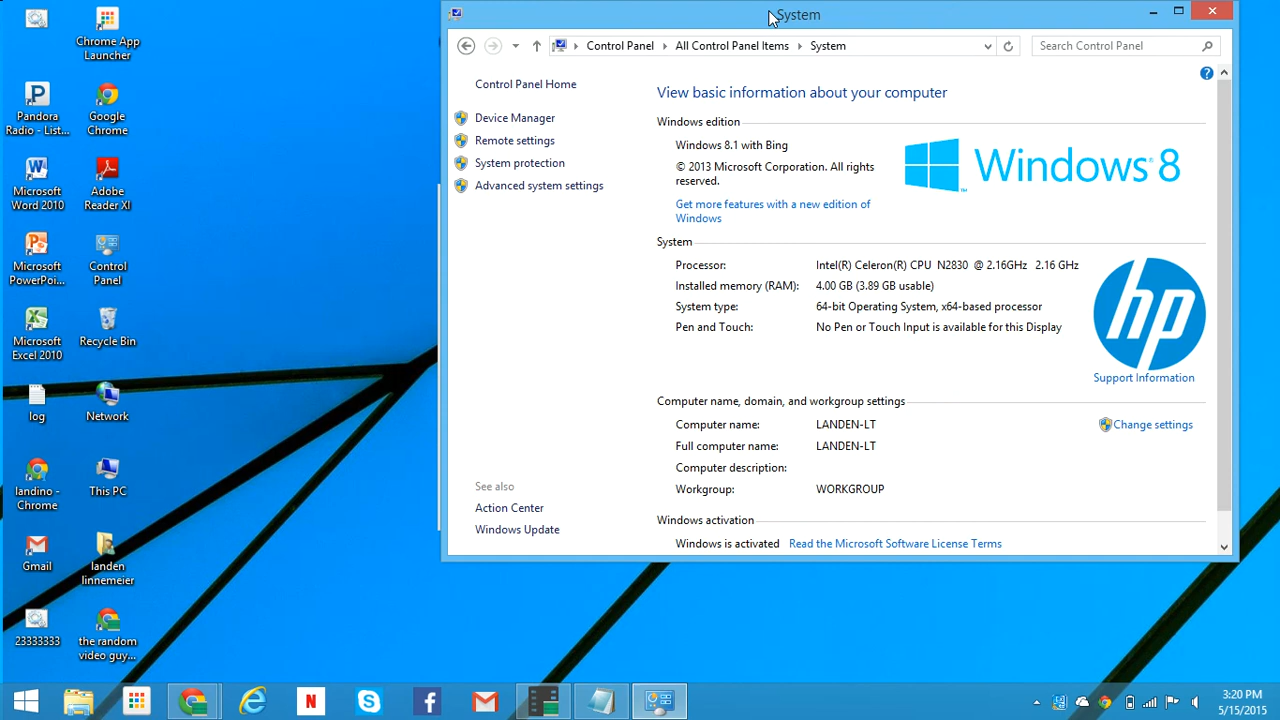 Chrome App
Launcher
Pandora
Radio - List...
Google
Chrome
Microsoft
Word 2010
Adobe
Reader XI
Microsoft
PowerPoi...
Control
Panel
Microsoft
Excel 2010
Recycle Bin
log
Network
landino -
Chrome
This PC
Gmail
landen
linnemeier
23333333
the random
video guy...
System
Control Panel
All Control Panel Items
System
Search Control Panel
Control Panel Home
Device Manager
Remote settings
System protection
Advanced system settings
See also
Action Center
Windows Update
View basic information about your computer
Windows edition
Windows 8.1 with Bing
© 2013 Microsoft Corporation. All rights
reserved.
Get more features with a new edition of
Windows
Windows 8
System
Processor: Intel(R) Celeron(R) CPU N2830 @ 2.16GHz 2.16 GHz
Installed memory (RAM): 4.00 GB (3.89 GB usable)
System type: 64-bit Operating System, x64-based processor
Pen and Touch: No Pen or Touch Input is available for this Display
hp
Support Information
Computer name, domain, and workgroup settings
Computer name: LANDEN-LT
Change settings
Full computer name: LANDEN-LT
Computer description:
Workgroup: WORKGROUP
Windows activation
Windows is activated Read the Microsoft Software License Terms
3:20 PM
5/15/2015